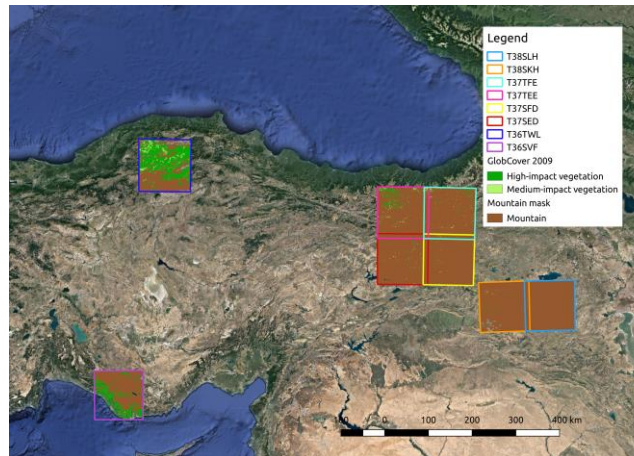 Legend
T38SLH
T38SKH
T37TFE
T37TEE
T37SFD
T37SED
T36TWL
T36SVF
GlobCover 2009
High-impact vegetation
Medium-impact vegetation
Mountain mask
Mountain
100 0 100 200 300 400 km